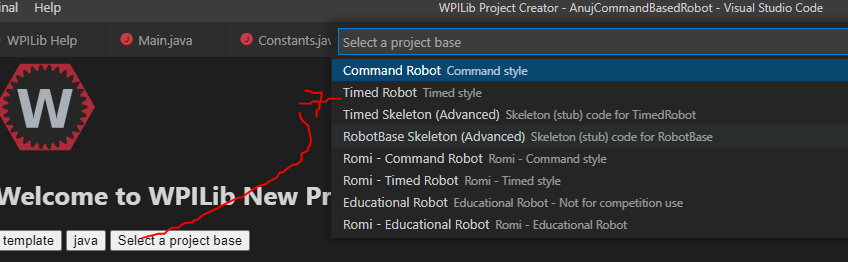 inal Help WPILib Project Creator - AnujCommandBasedRobot - Visual Studio Code
WPILib Help Main.java Constants.jav
Select a project base
Command Robot Command style
Timed Robot Timed style
Timed Skeleton (Advanced) Skeleton (stub) code for TimedRobot
RobotBase Skeleton (Advanced) Skeleton (stub) code for RobotBase
Romi - Command Robot Romi - Command style
Romi - Timed Robot Romi - Timed style
Educational Robot Educational Robot - Not for competition use
Romi - Educational Robot Romi - Educational Robot
W
Welcome to WPILib New Pr
template java Select a project base